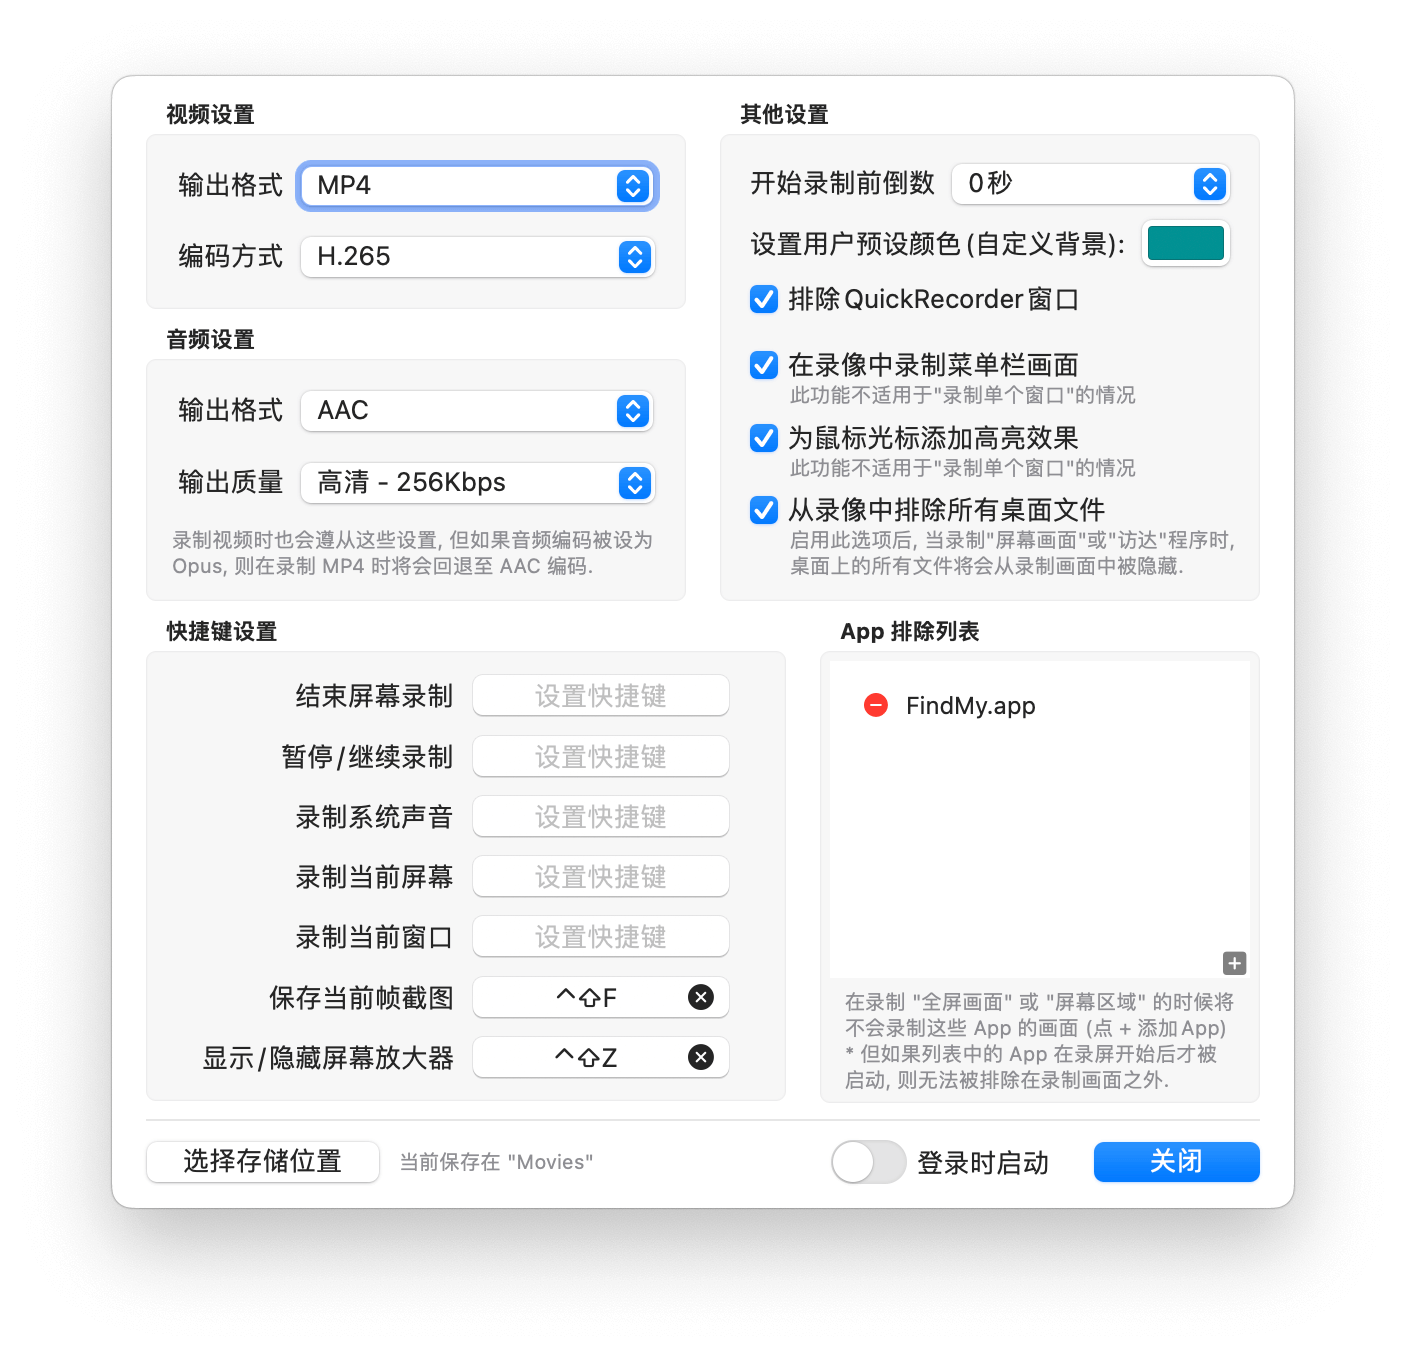 视频设置
输出格式 MP4
编码方式 H.265
音频设置
输出格式 AAC
输出质量 高清 - 256Kbps
录制视频时也会遵从这些设置, 但如果音频编码被设为
Opus, 则在录制 MP4 时将会回退至 AAC 编码.
其他设置
开始录制前倒数 0秒
设置用户预设颜色(自定义背景):
排除QuickRecorder窗口
在录像中录制菜单栏画面
此功能不适用于"录制单个窗口"的情况
为鼠标光标添加高亮效果
此功能不适用于"录制单个窗口"的情况
从录像中排除所有桌面文件
启用此选项后, 当录制"屏幕画面"或"访达"程序时,
桌面上的所有文件将会从录制画面中被隐藏.
快捷键设置
结束屏幕录制 设置快捷键
暂停/继续录制 设置快捷键
录制系统声音 设置快捷键
录制当前屏幕 设置快捷键
录制当前窗口 设置快捷键
保存当前帧截图 ^⇧F
显示/隐藏屏幕放大器 ^⇧Z
App 排除列表
FindMy.app
在录制 "全屏画面" 或 "屏幕区域" 的时候将
不会录制这些 App 的画面 (点 + 添加App)
* 但如果列表中的 App 在录屏开始后才被
启动, 则无法被排除在录制画面之外.
选择存储位置 当前保存在 "Movies"
登录时启动 关闭